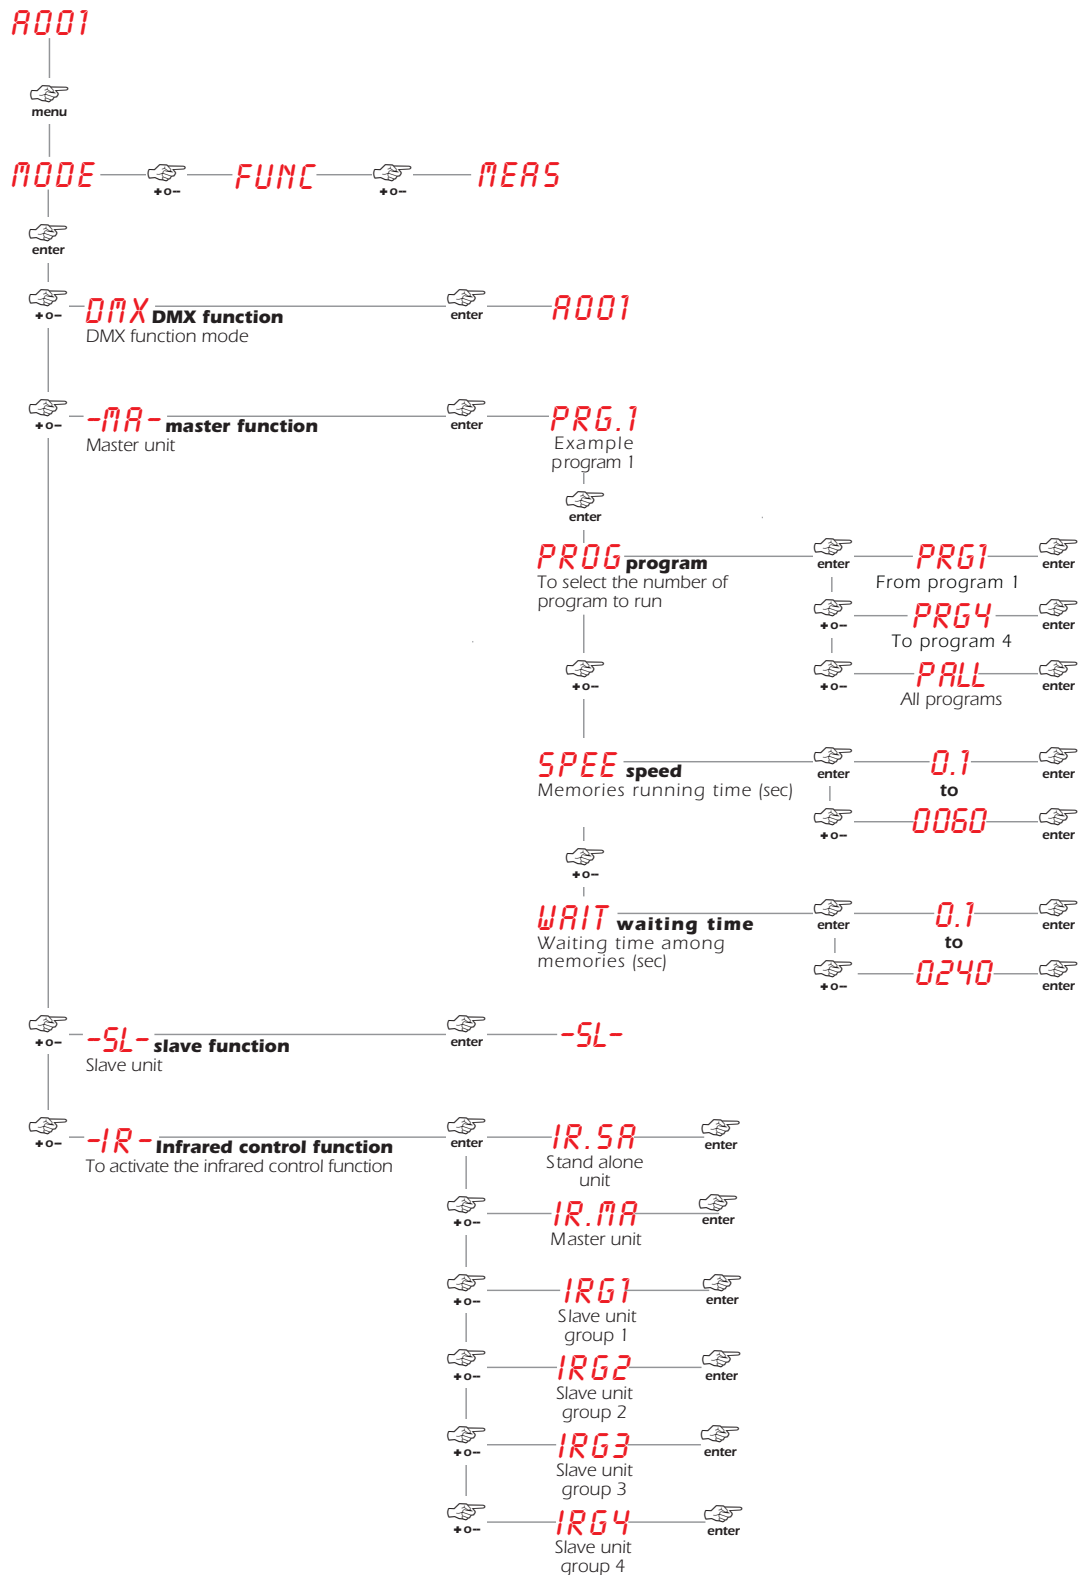 A001
menu
MODE +o- FUNC +o- MEAS
enter
+o- DMX DMX function enter A001
DMX function mode
+o- -MA- master function enter PRG.1
Master unit
Example
program 1
enter
PROG program enter PRG1 enter
To select the number of
program to run
From program 1
+o- PRG4 enter
To program 4
+o- +o- PALL enter
All programs
SPEE speed enter 0.1 enter
Memories running time (sec)
to
+o- 0060 enter
+o-
WAIT waiting time enter 0.1 enter
Waiting time among
memories (sec)
to
+o- 0240 enter
+o- -SL- slave function enter -SL-
Slave unit
+o- -IR- Infrared control function enter IR.SA enter
To activate the infrared control function
Stand alone
unit
+o- IR.MA enter
Master unit
+o- IRG1 enter
Slave unit
group 1
+o- IRG2 enter
Slave unit
group 2
+o- IRG3 enter
Slave unit
group 3
+o- IRG4 enter
Slave unit
group 4